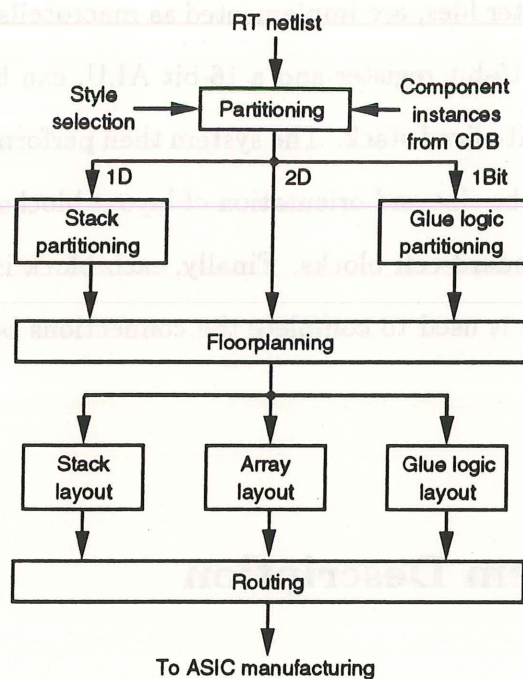 RT netlist
Style
selection
Partitioning
Component
instances
from CDB
1D
2D
1Bit
Stack
partitioning
Glue logic
partitioning
Floorplanning
Stack
layout
Array
layout
Glue logic
layout
Routing
To ASIC manufacturing